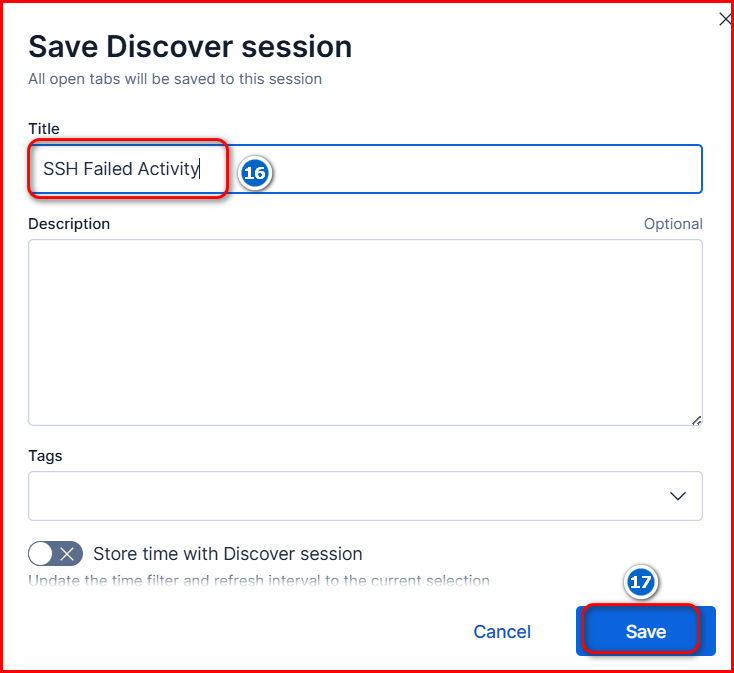 Save Discover session
All open tabs will be saved to this session
Title
SSH Failed Activity
16
Description Optional
Tags
Store time with Discover session
Update the time filter and refresh interval to the current selection
17
Cancel Save